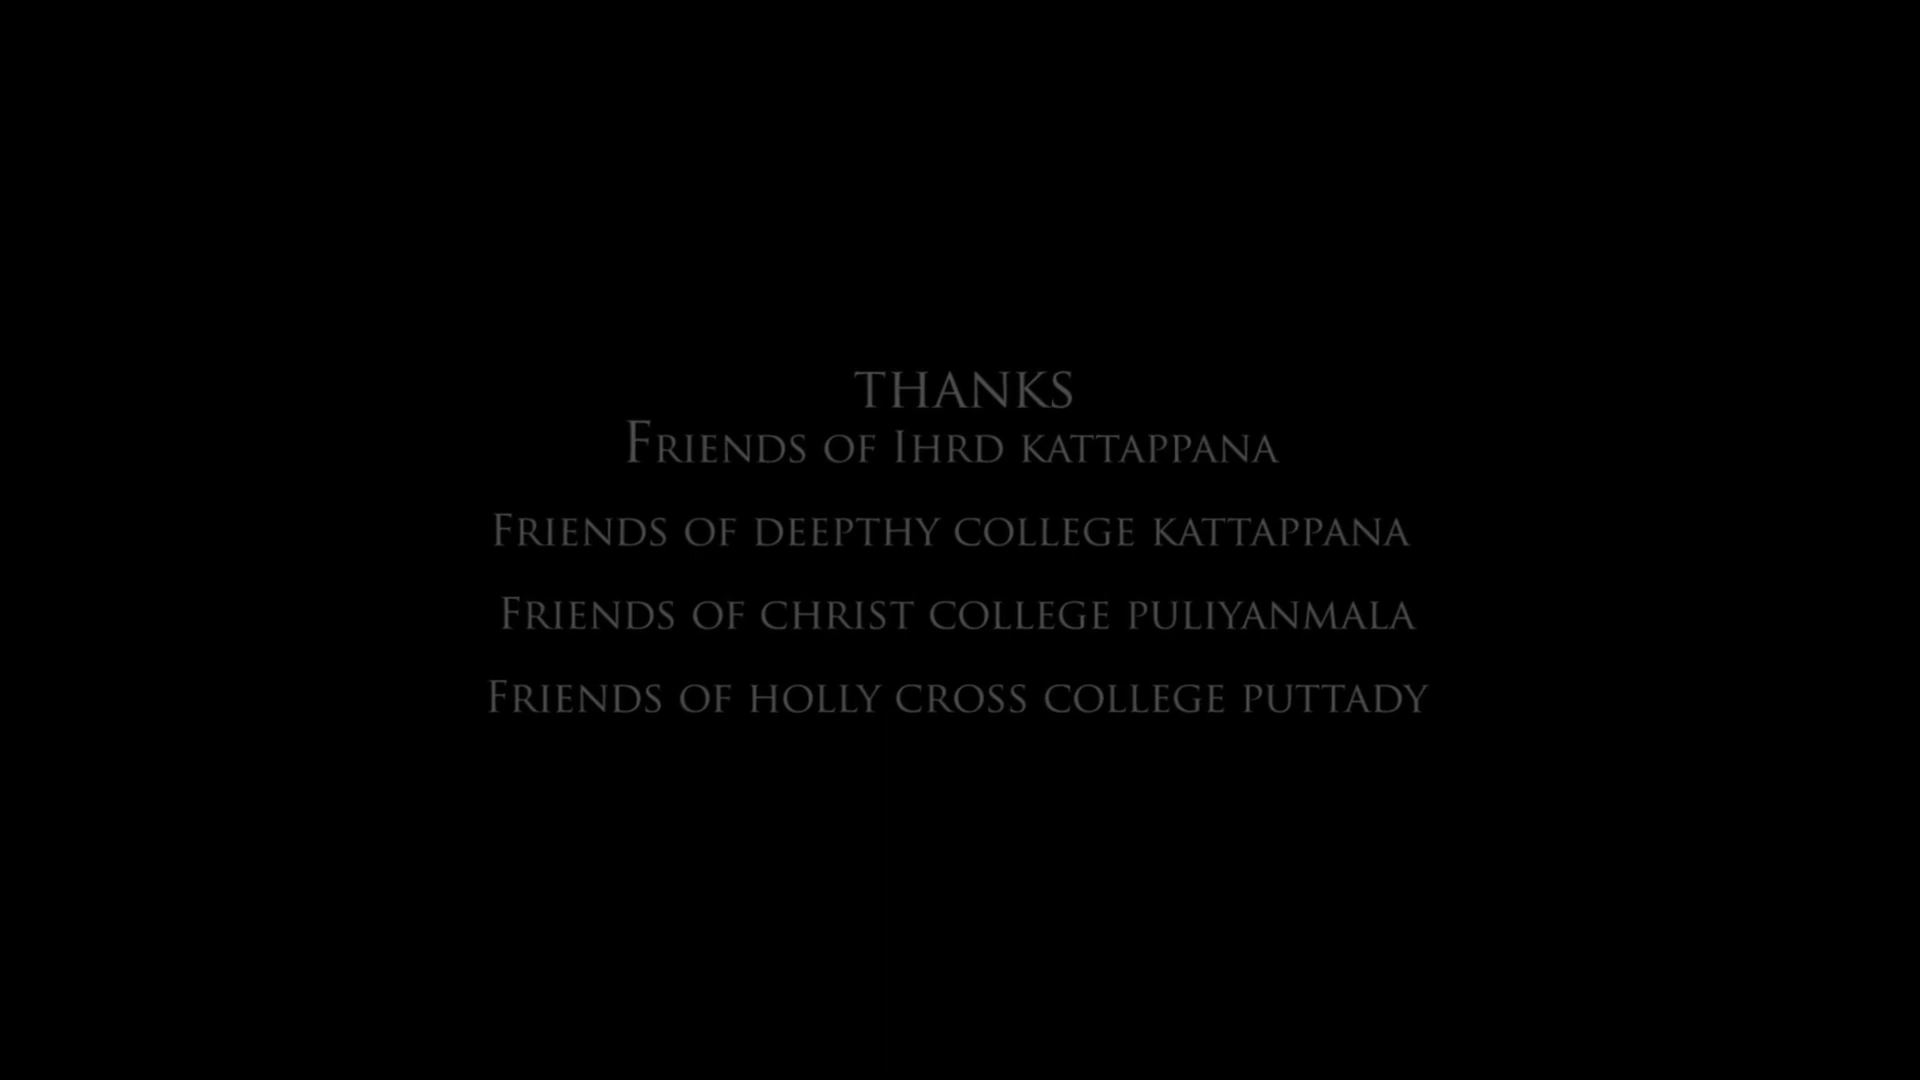 THANKS
Friends of Ihrd kattappana
Friends of deepthy college kattappana
Friends of christ college puliyanmala
Friends of holly cross college puttady